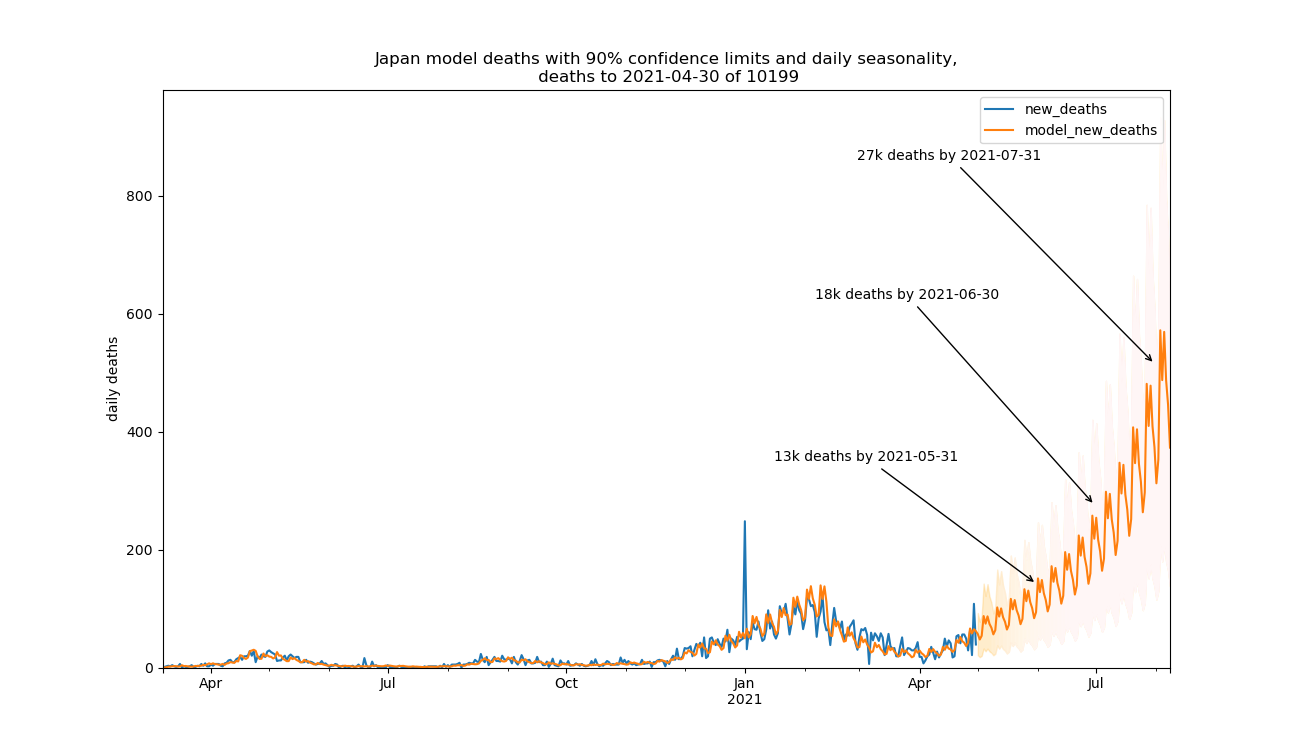 Japan model deaths with 90% confidence limits and daily seasonality,
deaths to 2021-04-30 of 10199
new_deaths
model_new_deaths
27k deaths by 2021-07-31
18k deaths by 2021-06-30
13k deaths by 2021-05-31
daily deaths
800
600
400
200
0
Apr
Jul
Oct
Jan
2021
Apr
Jul